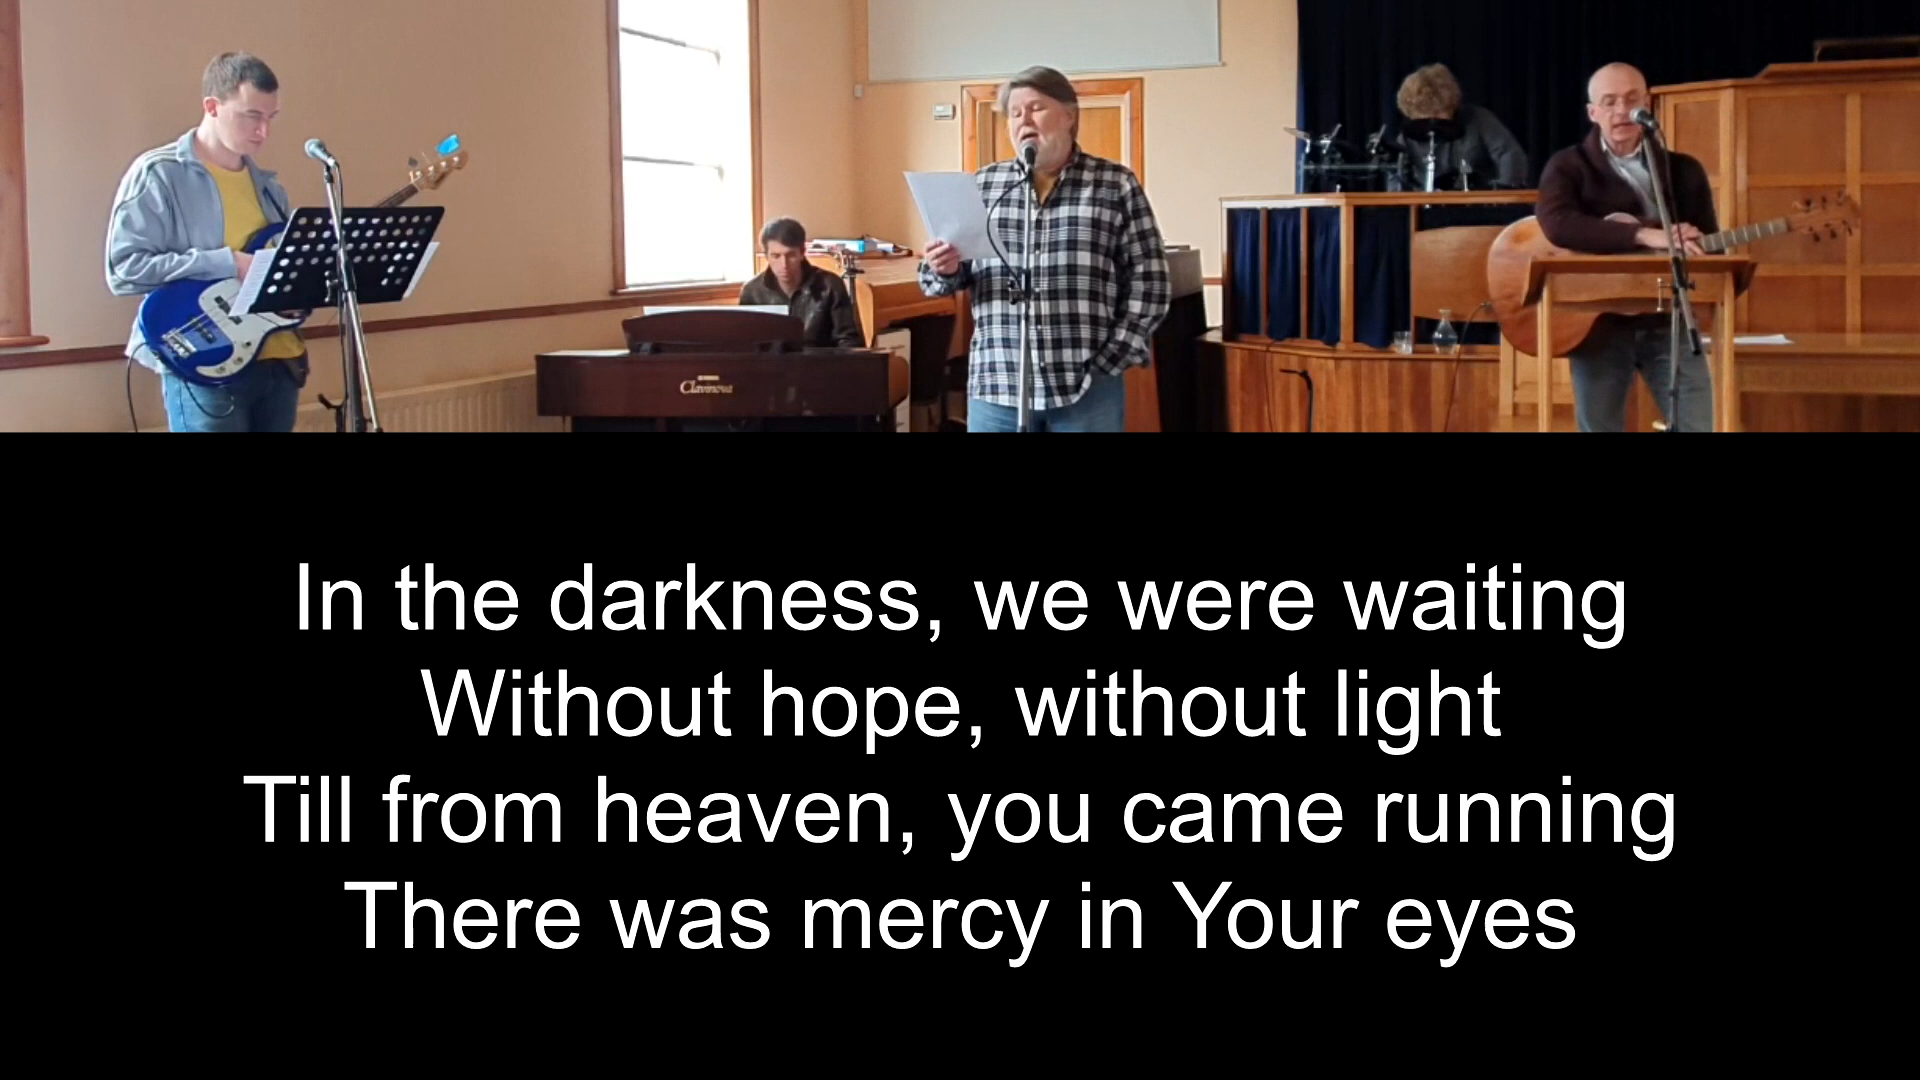 Clavinova
In the darkness, we were waiting
Without hope, without light
Till from heaven, you came running
There was mercy in Your eyes